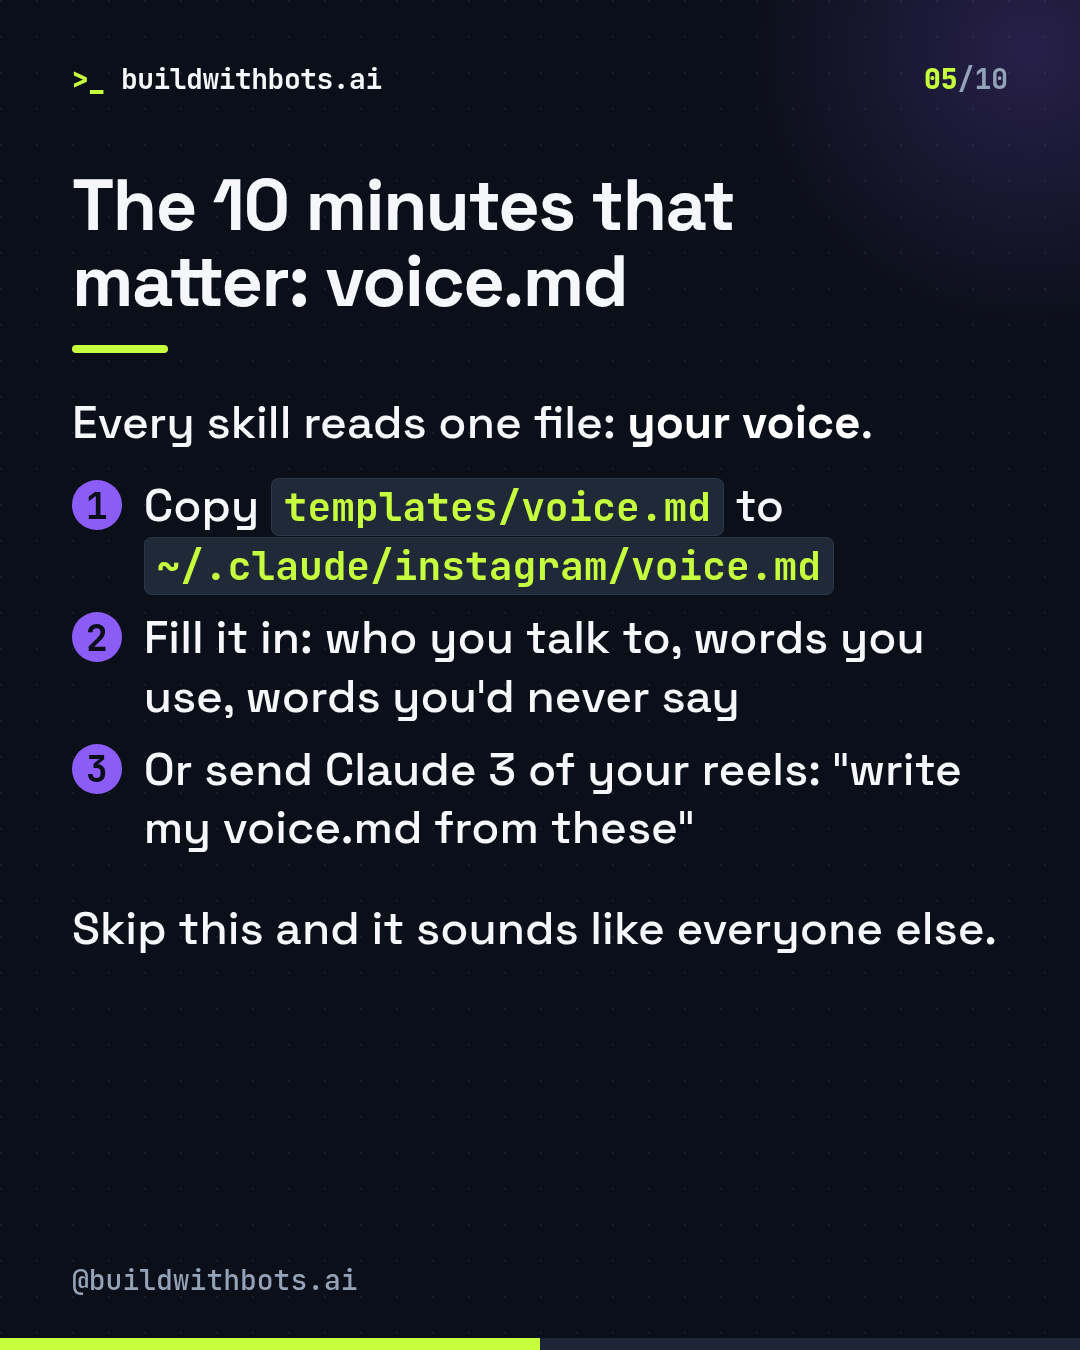 >_ buildwithbots.ai
05/10
The 10 minutes that
matter: voice.md
Every skill reads one file: your voice.
1 Copy templates/voice.md to
~/.claude/instagram/voice.md
2 Fill it in: who you talk to, words you
use, words you'd never say
3 Or send Claude 3 of your reels: "write
my voice.md from these"
Skip this and it sounds like everyone else.
@buildwithbots.ai